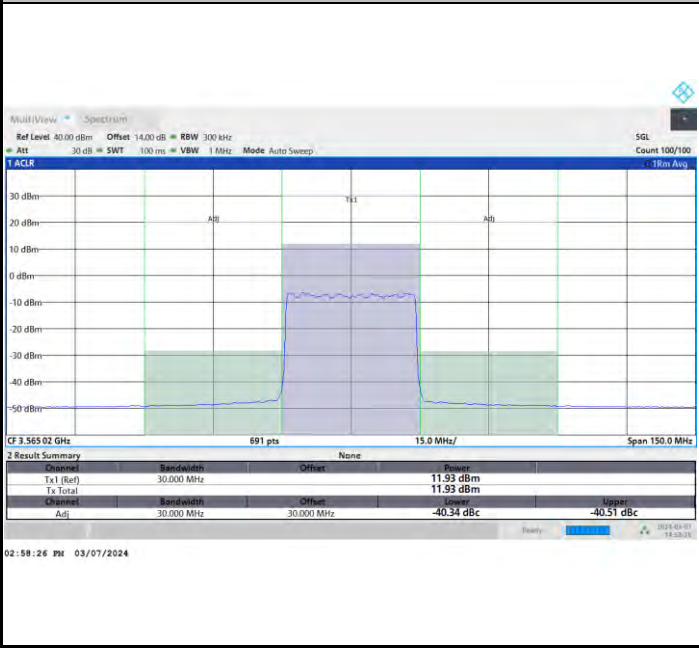 MultiView Spectrum
Ref Level 40.00 dBm Offset 14.00 dB RBW 300 kHz SGL
Att 30 dB SWT 100 ms VBW 1 MHz Mode Auto Sweep Count 100/100
1 ACLR 1Rm Avg
Tx1
30 dBm
Adj Adj
20 dBm
10 dBm
0 dBm
-10 dBm
-20 dBm
-30 dBm
-40 dBm
-50 dBm
CF 3.565 02 GHz 691 pts 15.0 MHz/ Span 150.0 MHz
2 Result Summary None
Channel Bandwidth Offset Power
Tx1 (Ref) 30.000 MHz 11.93 dBm
Tx Total 11.93 dBm
Channel Bandwidth Offset Lower Upper
Adj 30.000 MHz 30.000 MHz -40.34 dBc -40.51 dBc
Ready 2024-03-07
14:58:25
02:58:26 PM 03/07/2024